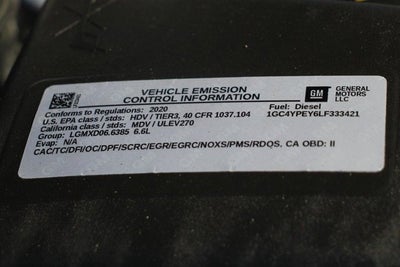 VEHICLE EMISSION
CONTROL INFORMATION
GM GENERAL
MOTORS
LLC
Conforms to Regulations: 2020 Fuel: Diesel
U.S. EPA class / stds: HDV / TIER3, 40 CFR 1037.104 1GC4YPEY6LF333421
California class / stds: MDV / ULEV270
Group: LGMXD06.6385 6.6L
Evap: N/A
CAC/TC/DFI/OC/DPF/SCRC/EGR/EGRC/NOXS/PMS/RDQS, CA OBD: II